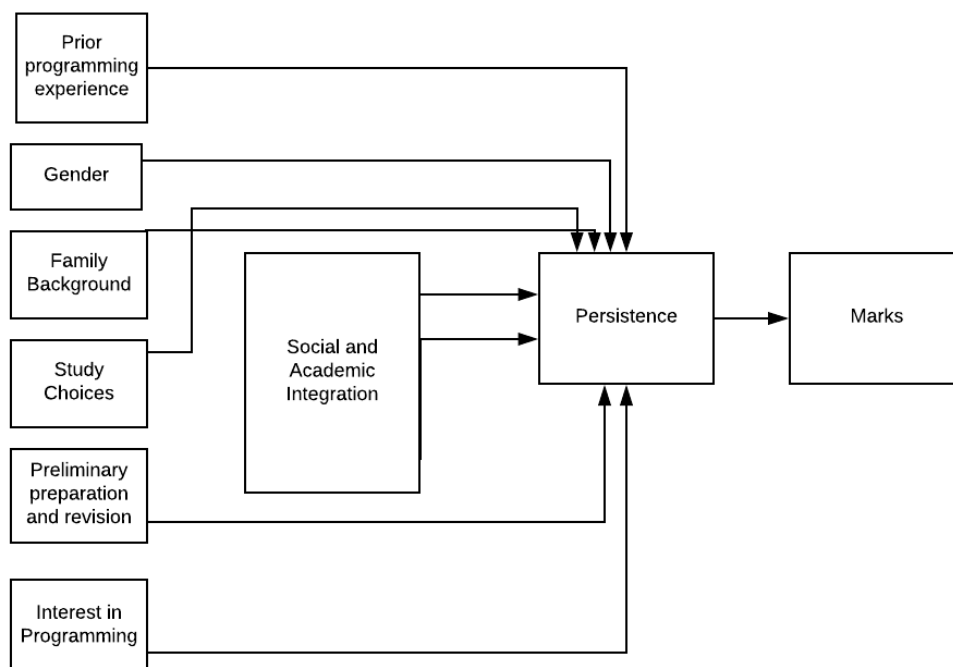 Prior
programming
experience
Gender
Family
Background
Study
Choices
Preliminary
preparation
and revision
Interest in
Programming
Social and
Academic
Integration
Persistence
Marks